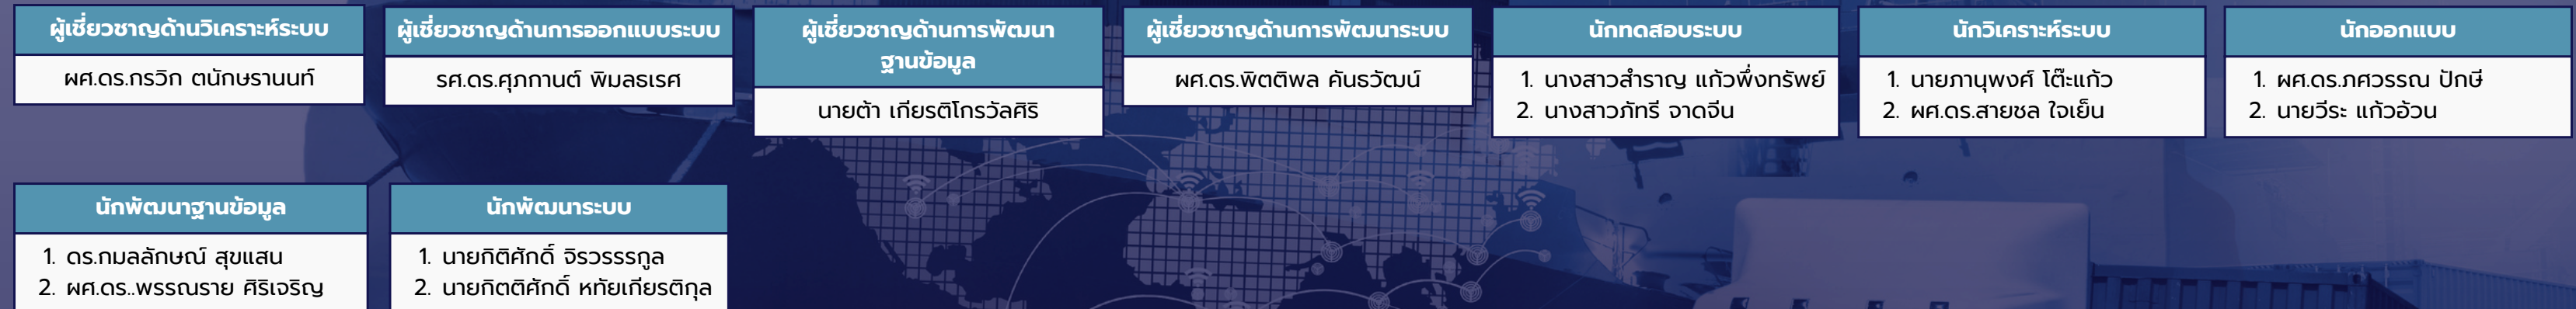 ผู้เชี่ยวชาญด้านวิเคราะห์ระบบ
ผศ.ดร.กรวิก ตนักษรานนท์
ผู้เชี่ยวชาญด้านการออกแบบระบบ
รศ.ดร.ศุภกานต์ พิมลธเรศ
ผู้เชี่ยวชาญด้านการพัฒนา
ฐานข้อมูล
นายต้า เกียรติโกรวัลศิริ
ผู้เชี่ยวชาญด้านการพัฒนาระบบ
ผศ.ดร.พิตติพล คันธวัฒน์
นักทดสอบระบบ
1. นางสาวสำราญ แก้วพึ่งทรัพย์
2. นางสาวภัทรี จาดจีน
นักวิเคราะห์ระบบ
1. นายภานุพงศ์ โต๊ะแก้ว
2. ผศ.ดร.สายชล ใจเย็น
นักออกแบบ
1. ผศ.ดร.ภศวรรณ ปักษี
2. นายวีระ แก้วอ้วน
นักพัฒนาฐานข้อมูล
1. ดร.กมลลักษณ์ สุขแสน
2. ผศ.ดร..พรรณราย ศิริเจริญ
นักพัฒนาระบบ
1. นายกิติศักดิ์ จิรวรรรกูล
2. นายกิตติศักดิ์ หทัยเกียรติกุล